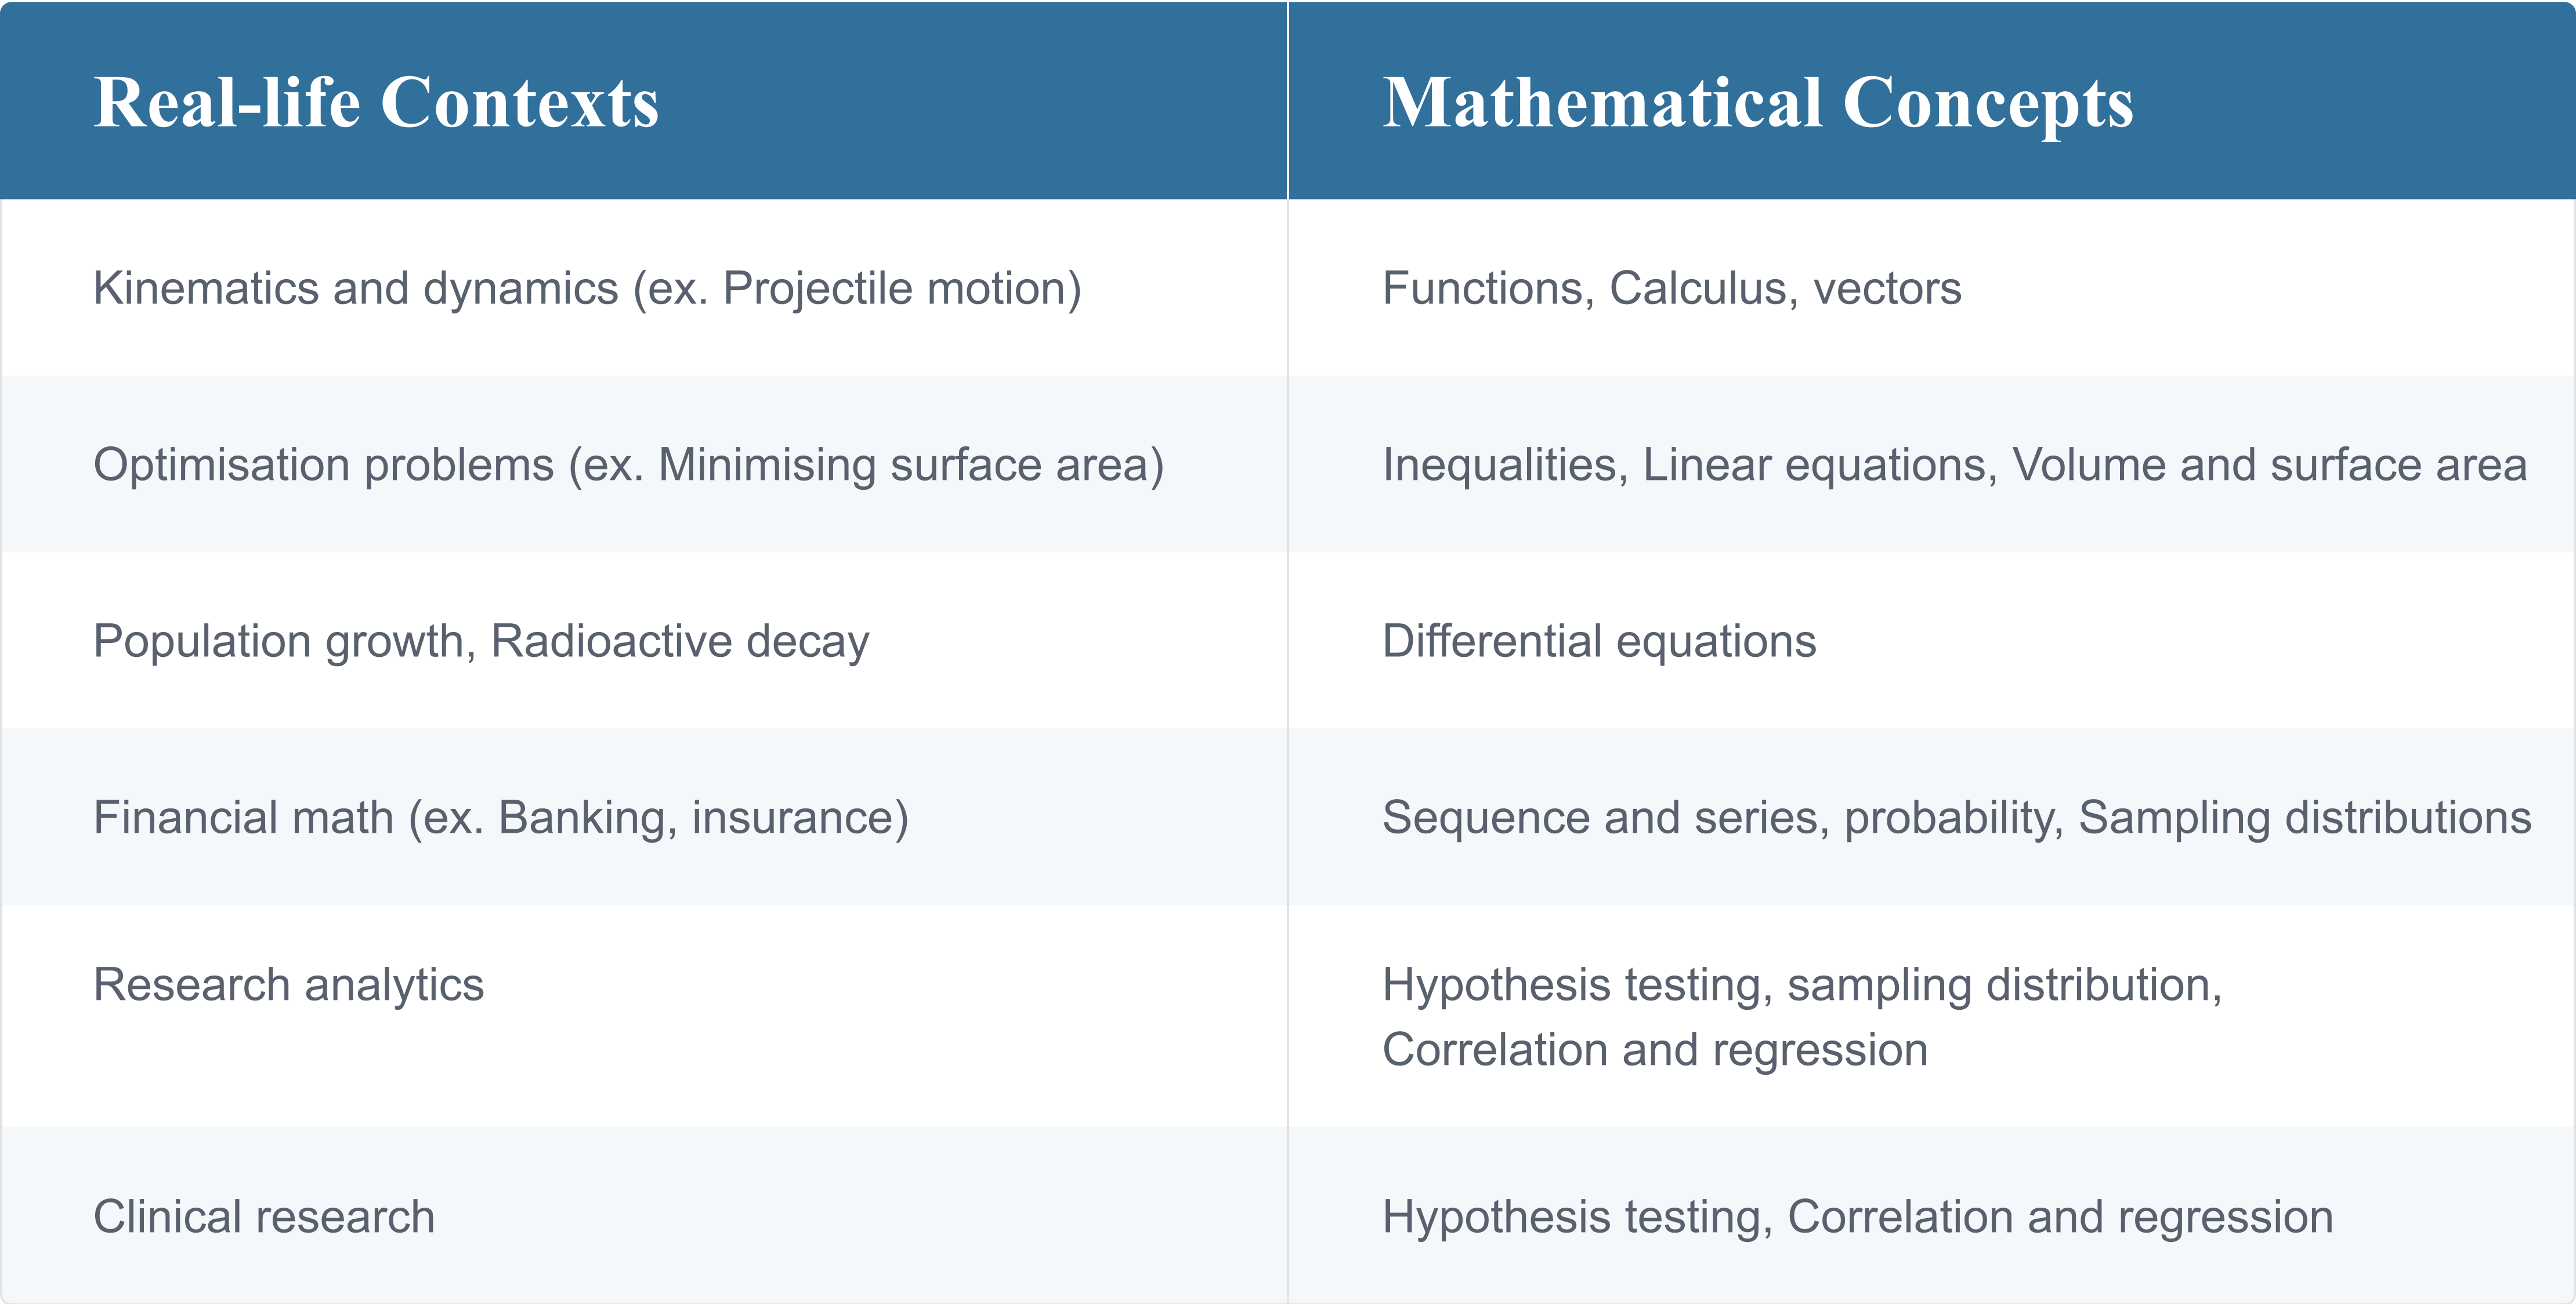 Real-life Contexts
Mathematical Concepts
Kinematics and dynamics (ex. Projectile motion)
Functions, Calculus, vectors
Optimisation problems (ex. Minimising surface area)
Inequalities, Linear equations, Volume and surface area
Population growth, Radioactive decay
Differential equations
Financial math (ex. Banking, insurance)
Sequence and series, probability, Sampling distributions
Research analytics
Hypothesis testing, sampling distribution,
Correlation and regression
Clinical research
Hypothesis testing, Correlation and regression